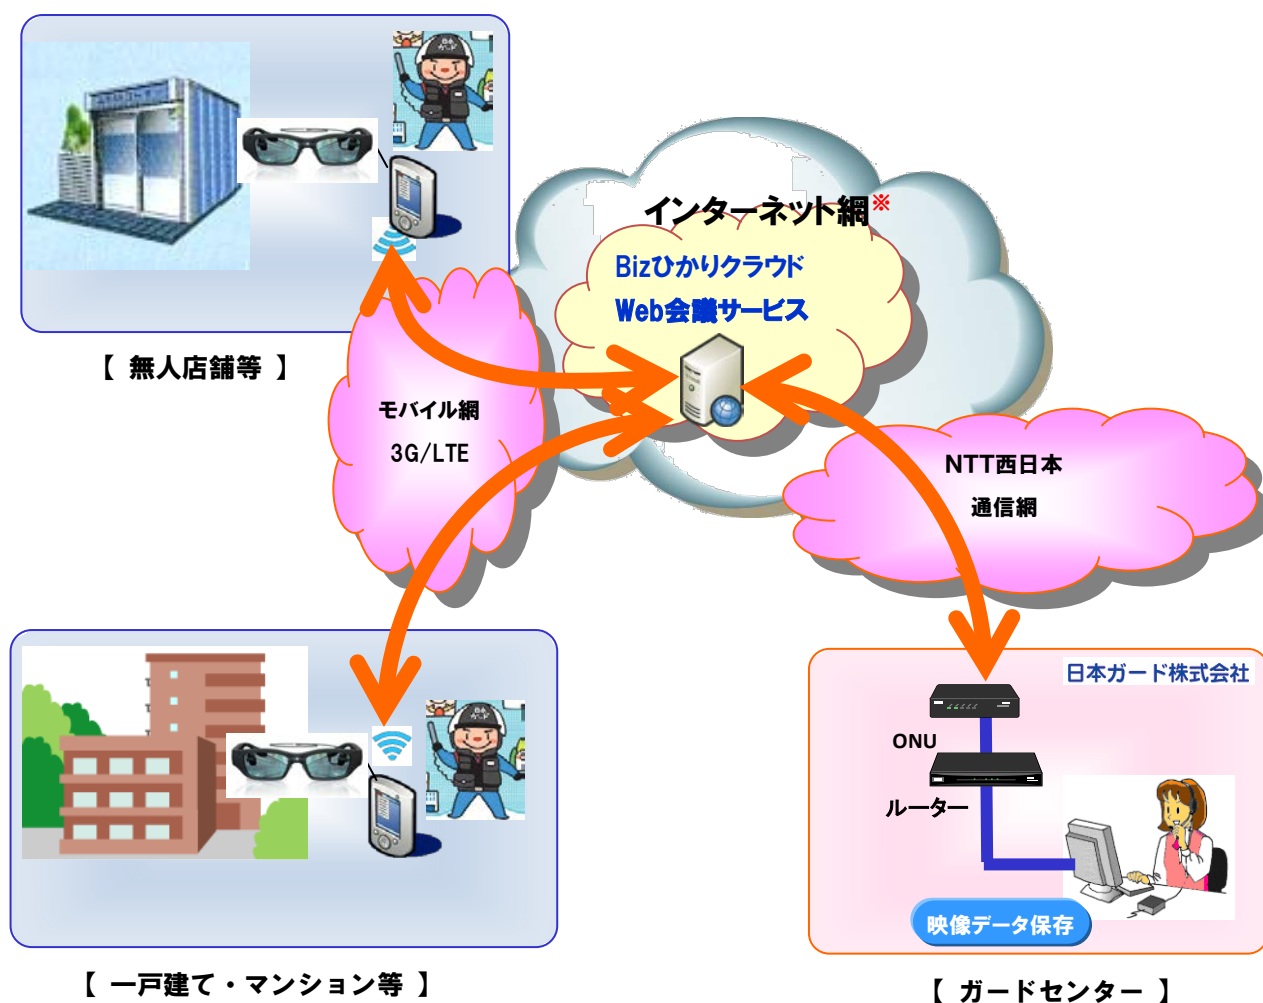 インターネット網※
Bizひかりクラウド
Web会議サービス
【 無人店舗等 】
モバイル網
3G/LTE
NTT西日本
通信網
日本ガード株式会社
ONU
ルーター
映像データ保存
【 一戸建て・マンション等 】
【 ガードセンター 】